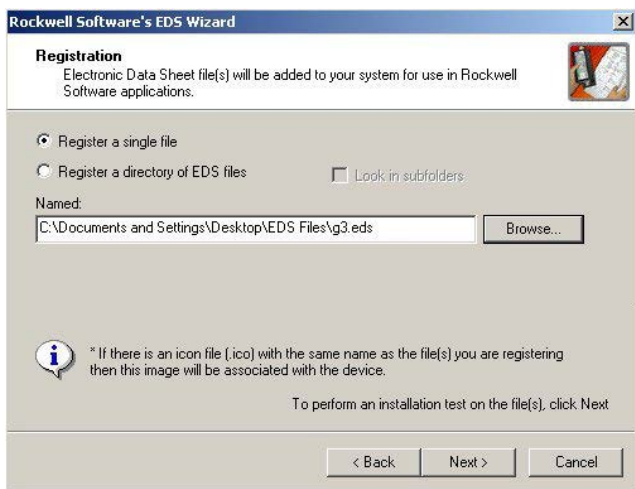 Rockwell Software's EDS Wizard
Registration
Electronic Data Sheet file(s) will be added to your system for use in Rockwell
Software applications.
Register a single file
Register a directory of EDS files
Look in subfolders
Named:
C:\Documents and Settings\Desktop\EDS Files\g3.eds
Browse...
* If there is an icon file (.ico) with the same name as the file(s) you are registering
then this image will be associated with the device.
To perform an installation test on the file(s), click Next
< Back
Next >
Cancel